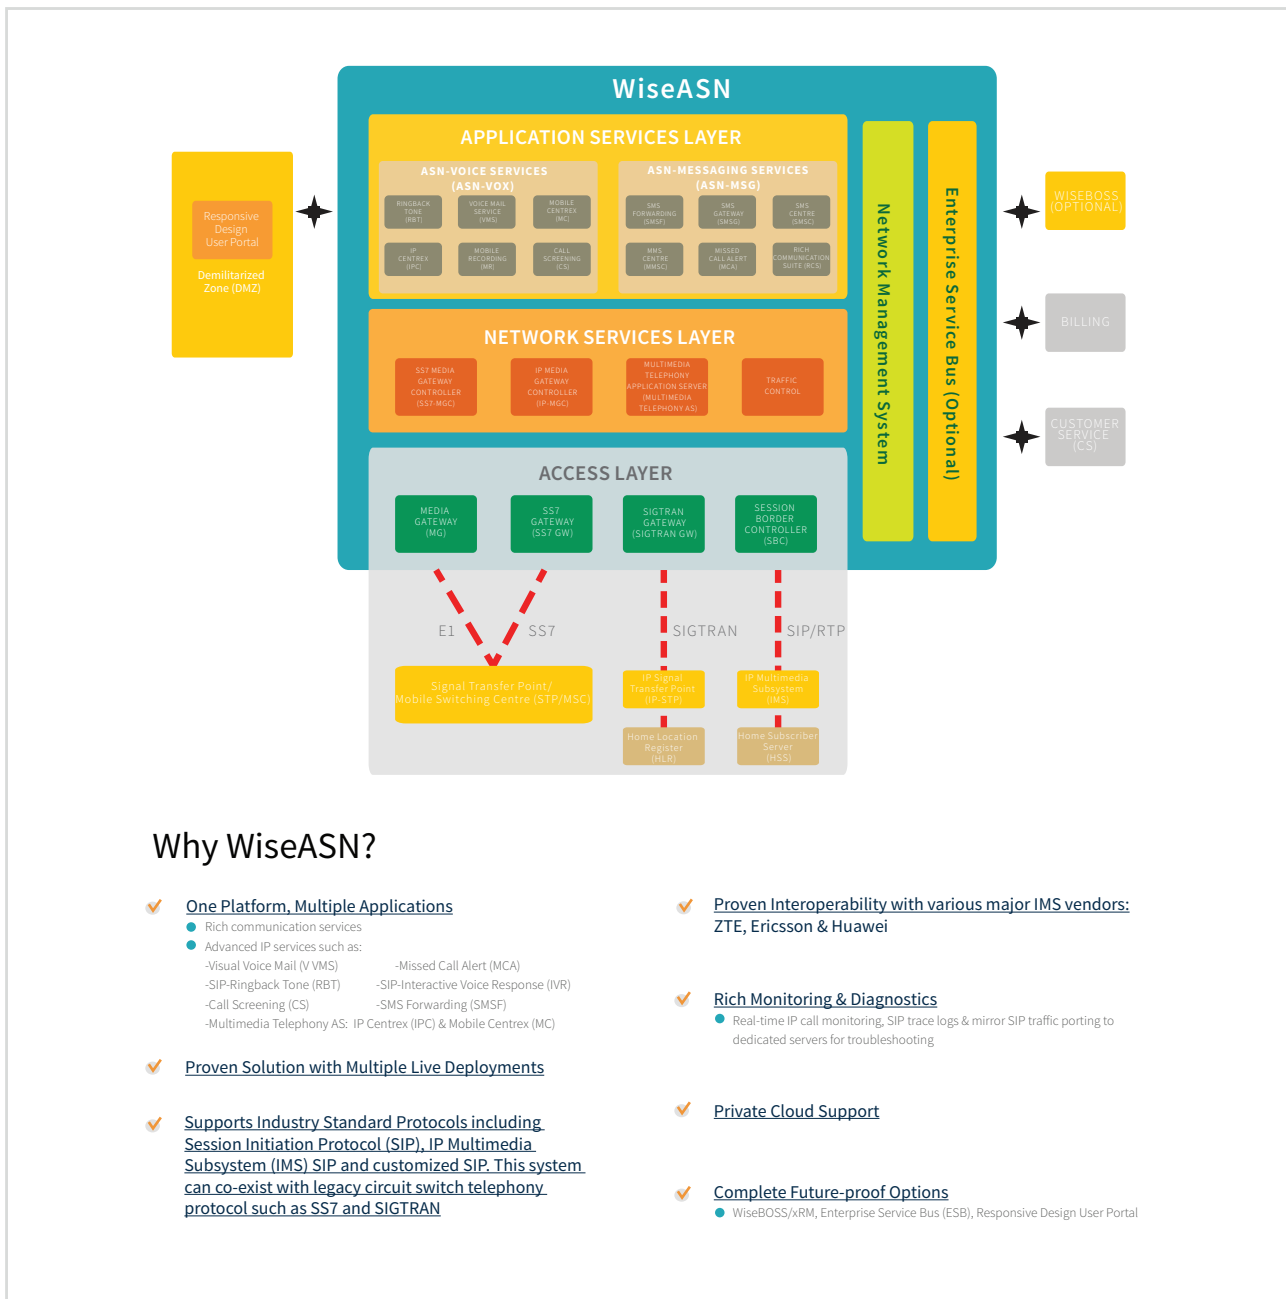 WiseASN
APPLICATION SERVICES LAYER
ASN-VOICE SERVICES
(ASN-VOX)
RINGBACK
TONE
(RBT)
VOICE MAIL
SERVICE
(VMS)
MOBILE
CENTREX
(MC)
IP
CENTREX
(IPC)
MOBILE
RECORDING
(MR)
CALL
SCREENING
(CS)
ASN-MESSAGING SERVICES
(ASN-MSG)
SMS
FORWARDING
(SMSF)
SMS
GATEWAY
(SMSG)
SMS
CENTRE
(SMSC)
MMS
CENTRE
(MMSC)
MISSED
CALL ALERT
(MCA)
RICH
COMMUNICATION
SUITE (RCS)
Responsive
Design
User Portal
Demilitarized
Zone (DMZ)
NETWORK SERVICES LAYER
SS7 MEDIA
GATEWAY
CONTROLLER
(SS7-MGC)
IP MEDIA
GATEWAY
CONTROLLER
(IP-MGC)
MULTIMEDIA
TELEPHONY
APPLICATION SERVER
(MULTIMEDIA
TELEPHONY AS)
TRAFFIC
CONTROL
ACCESS LAYER
MEDIA
GATEWAY
(MG)
SS7
GATEWAY
(SS7 GW)
SIGTRAN
GATEWAY
(SIGTRAN GW)
SESSION
BORDER
CONTROLLER
(SBC)
Network Management System
Enterprise Service Bus (Optional)
WISEBOSS
(OPTIONAL)
BILLING
CUSTOMER
SERVICE
(CS)
E1
SS7
SIGTRAN
SIP/RTP
Signal Transfer Point/
Mobile Switching Centre (STP/MSC)
IP Signal
Transfer Point
(IP-STP)
IP Multimedia
Subsystem
(IMS)
Home Location
Register
(HLR)
Home Subscriber
Server
(HSS)
Why WiseASN?
One Platform, Multiple Applications
Rich communication services
Advanced IP services such as:
-Visual Voice Mail (V VMS) -Missed Call Alert (MCA)
-SIP-Ringback Tone (RBT) -SIP-Interactive Voice Response (IVR)
-Call Screening (CS) -SMS Forwarding (SMSF)
-Multimedia Telephony AS: IP Centrex (IPC) & Mobile Centrex (MC)
Proven Solution with Multiple Live Deployments
Supports Industry Standard Protocols including
Session Initiation Protocol (SIP), IP Multimedia
Subsystem (IMS) SIP and customized SIP. This system
can co-exist with legacy circuit switch telephony
protocol such as SS7 and SIGTRAN
Proven Interoperability with various major IMS vendors:
ZTE, Ericsson & Huawei
Rich Monitoring & Diagnostics
Real-time IP call monitoring, SIP trace logs & mirror SIP traffic porting to
dedicated servers for troubleshooting
Private Cloud Support
Complete Future-proof Options
WiseBOSS/xRM, Enterprise Service Bus (ESB), Responsive Design User Portal